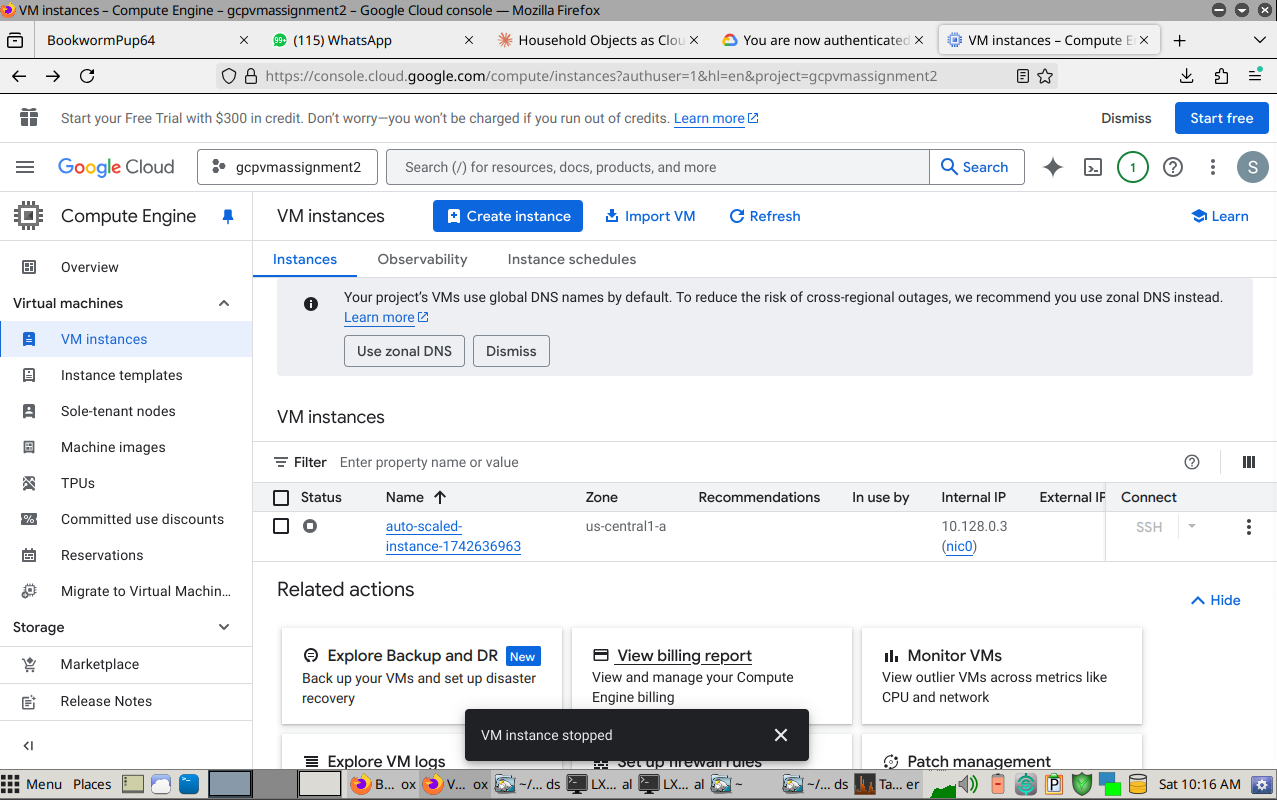 VM instances – Compute Engine – gcpvmassignment2 – Google Cloud console — Mozilla Firefox
BookwormPup64
99+ (115) WhatsApp
Household Objects as Clou
You are now authenticated
VM instances – Compute E
https://console.cloud.google.com/compute/instances?authuser=1&hl=en&project=gcpvmassignment2
Start your Free Trial with $300 in credit. Don’t worry—you won’t be charged if you run out of credits. Learn more
Dismiss
Start free
Google Cloud
gcpvmassignment2
Search (/) for resources, docs, products, and more
Search
1
S
Compute Engine
VM instances
Create instance
Import VM
Refresh
Learn
Overview
Virtual machines
VM instances
Instance templates
Sole-tenant nodes
Machine images
TPUs
Committed use discounts
Reservations
Migrate to Virtual Machin...
Storage
Marketplace
Release Notes
Instances
Observability
Instance schedules
Your project’s VMs use global DNS names by default. To reduce the risk of cross-regional outages, we recommend you use zonal DNS instead.
Learn more
Use zonal DNS
Dismiss
VM instances
Filter Enter property name or value
Status Name Zone Recommendations In use by Internal IP External IP Connect
auto-scaled- us-central1-a 10.128.0.3 SSH
instance-1742636963 (nic0)
Related actions
Hide
Explore Backup and DR New
Back up your VMs and set up disaster
recovery
View billing report
View and manage your Compute
Engine billing
Monitor VMs
View outlier VMs across metrics like
CPU and network
VM instance stopped
Explore VM logs
Set up firewall rules
Patch management
Menu Places B... ox V... ox ~/... ds LX... al LX... al ~ ~/... ds Ta... er Sat 10:16 AM